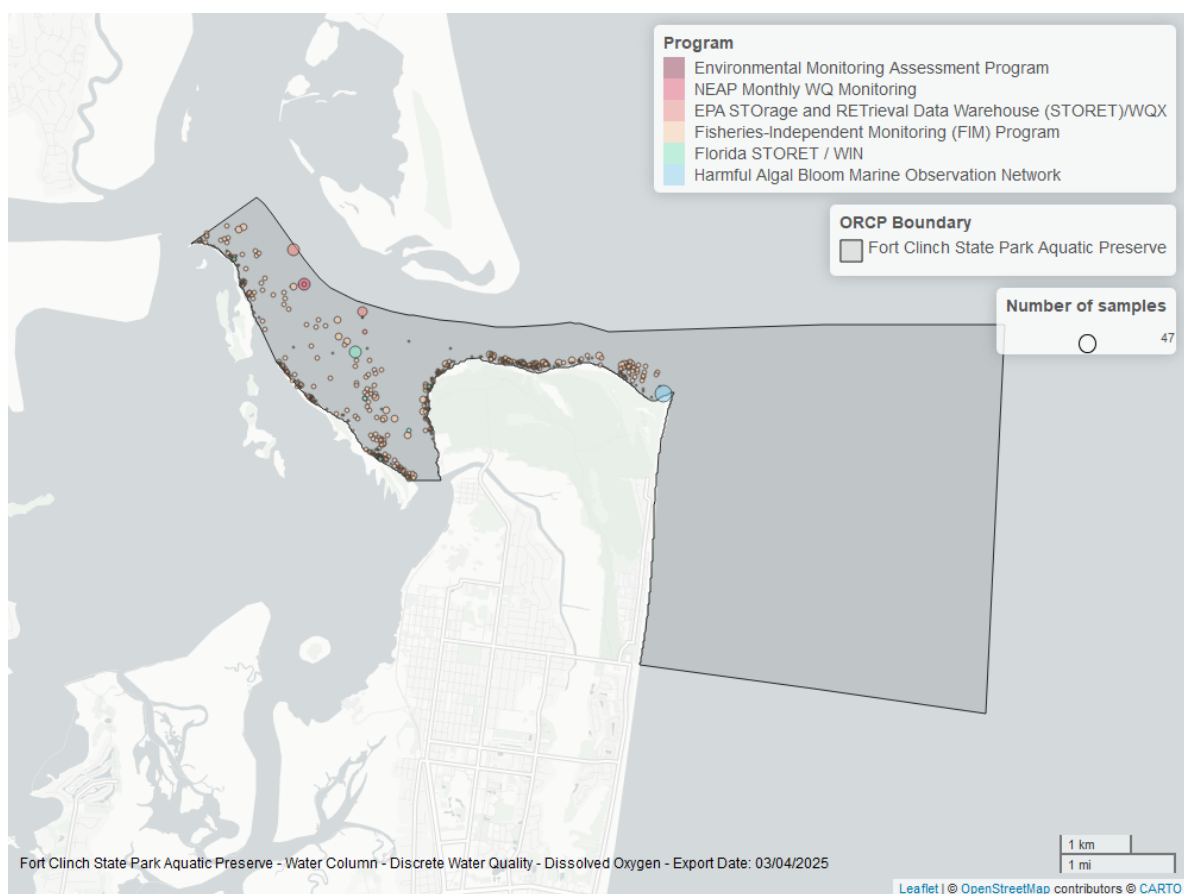 Program
Environmental Monitoring Assessment Program
NEAP Monthly WQ Monitoring
EPA STOrage and RETrieval Data Warehouse (STORET)/WQX
Fisheries-Independent Monitoring (FIM) Program
Florida STORET / WIN
Harmful Algal Bloom Marine Observation Network
ORCP Boundary
Fort Clinch State Park Aquatic Preserve
Number of samples
47
1 km
1 mi
Fort Clinch State Park Aquatic Preserve - Water Column - Discrete Water Quality - Dissolved Oxygen - Export Date: 03/04/2025
Leaflet | © OpenStreetMap contributors © CARTO